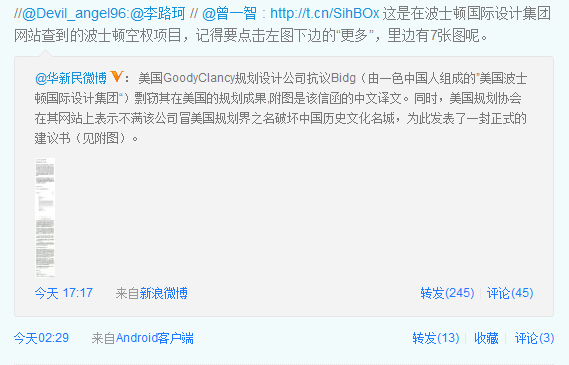 //@Devil_angel96:@李路珂 // @曾一智 : http://t.cn/SihBOx 这是在波士顿国际设计集团
网站查到的波士顿空权项目，记得要点击左图下边的“更多”，里边有7张图呢。
@华新民微博 ： 美国GoodyClancy规划设计公司抗议Bidg（由一色中国人组成的”美国波士
顿国际设计集团“）剽窃其在美国的规划成果.附图是该信函的中文译文。同时，美国规划协会
在其网站上表示不满该公司冒美国规划界之名破坏中国历史文化名城，为此发表了一封正式的
建议书（见附图）。
今天 17:17 来自新浪微博 转发(245) 评论(45)
今天02:29 来自Android客户端 转发(13) 收藏 评论(3)